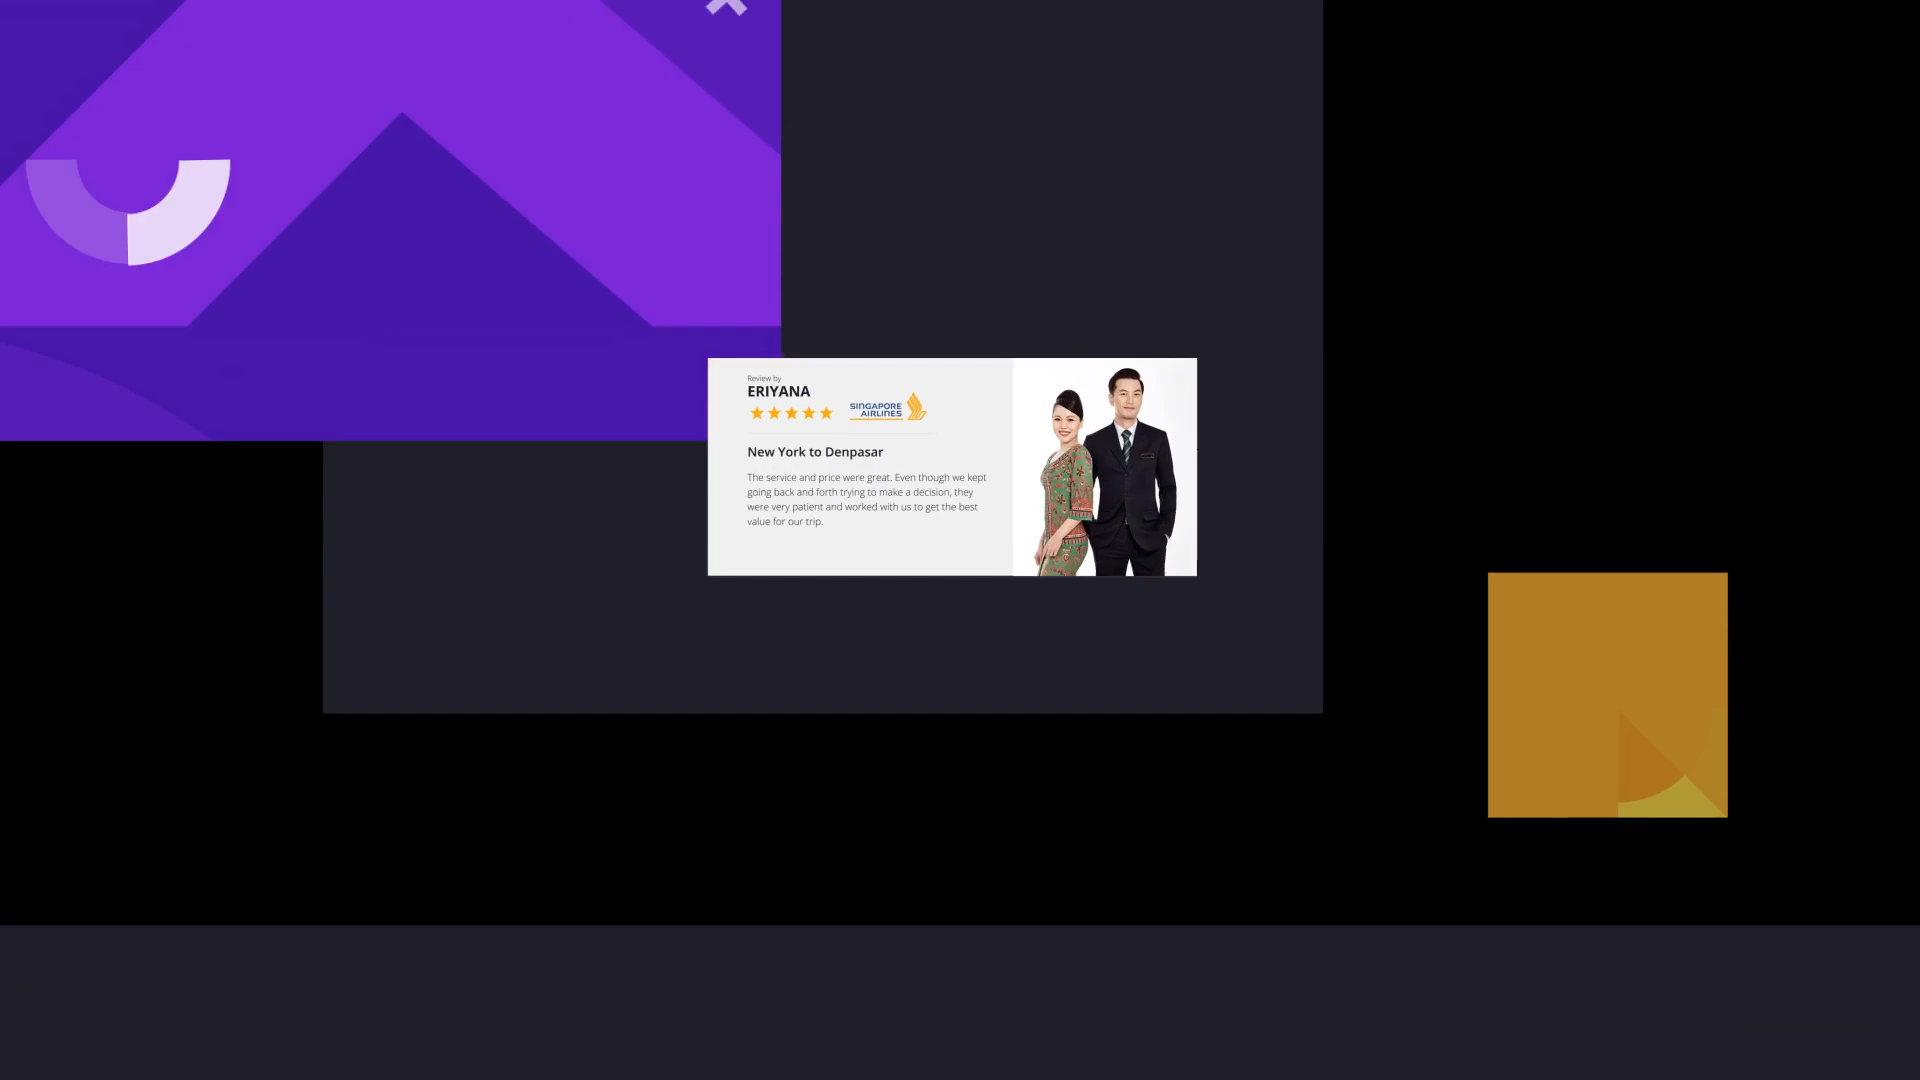 Review by
ERIYANA
SINGAPORE
AIRLINES
New York to Denpasar
The service and price were great. Even though we kept
going back and forth trying to make a decision, they
were very patient and worked with us to get the best
value for our trip.